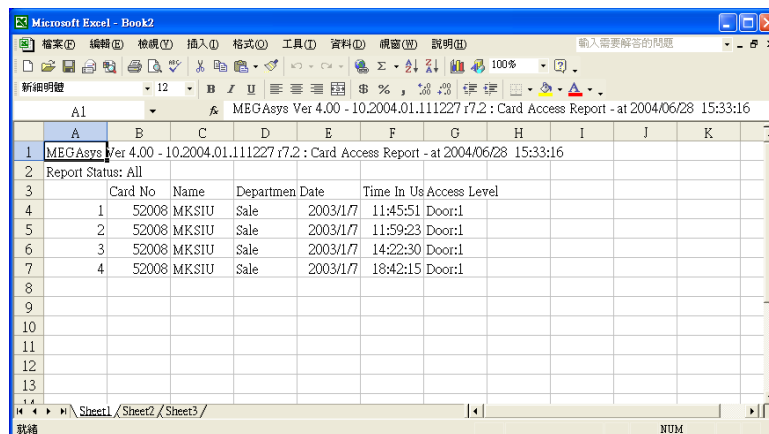 Microsoft Excel - Book2
檔案(F) 編輯(E) 檢視(V) 插入(I) 格式(O) 工具(T) 資料(D) 視窗(W) 說明(H) 輸入需要解答的問題
100%
新細明體 12 B I U $ % ,
A1 fx MEGAsys Ver 4.00 - 10.2004.01.111227 r7.2 : Card Access Report - at 2004/06/28 15:33:16
A B C D E F G H I J K
1 MEGAsys Ver 4.00 - 10.2004.01.111227 r7.2 : Card Access Report - at 2004/06/28 15:33:16
2 Report Status: All
3 Card No Name Departmen Date Time In Us Access Level
4 1 52008 MKSIU Sale 2003/1/7 11:45:51 Door:1
5 2 52008 MKSIU Sale 2003/1/7 11:59:23 Door:1
6 3 52008 MKSIU Sale 2003/1/7 14:22:30 Door:1
7 4 52008 MKSIU Sale 2003/1/7 18:42:15 Door:1
8
9
10
11
12
13
Sheet1 Sheet2 Sheet3
就緒 NUM